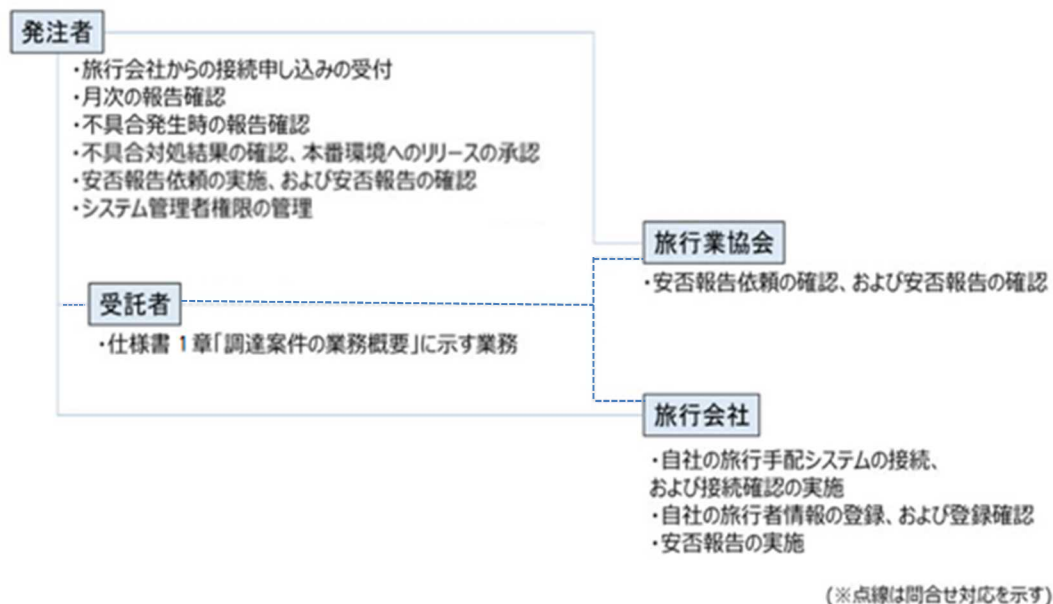 発注者
・旅行会社からの接続申し込みの受付
・月次の報告確認
・不具合発生時の報告確認
・不具合対処結果の確認、本番環境へのリリースの承認
・安否報告依頼の実施、および安否報告の確認
・システム管理者権限の管理
旅行業協会
・安否報告依頼の確認、および安否報告の確認
受託者
・仕様書 1 章「調達案件の業務概要」に示す業務
旅行会社
・自社の旅行手配システムの接続、
および接続確認の実施
・自社の旅行者情報の登録、および登録確認
・安否報告の実施
(※点線は問合せ対応を示す)